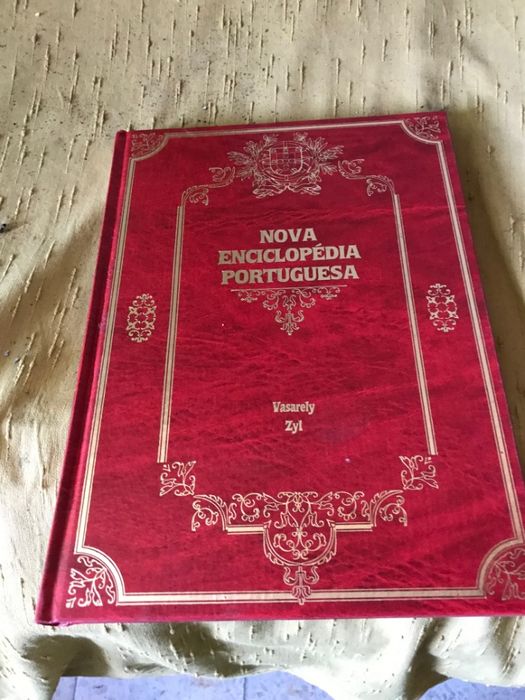 NOVA
ENCICLOPÉDIA
PORTUGUESA
Vasarely
Zyl